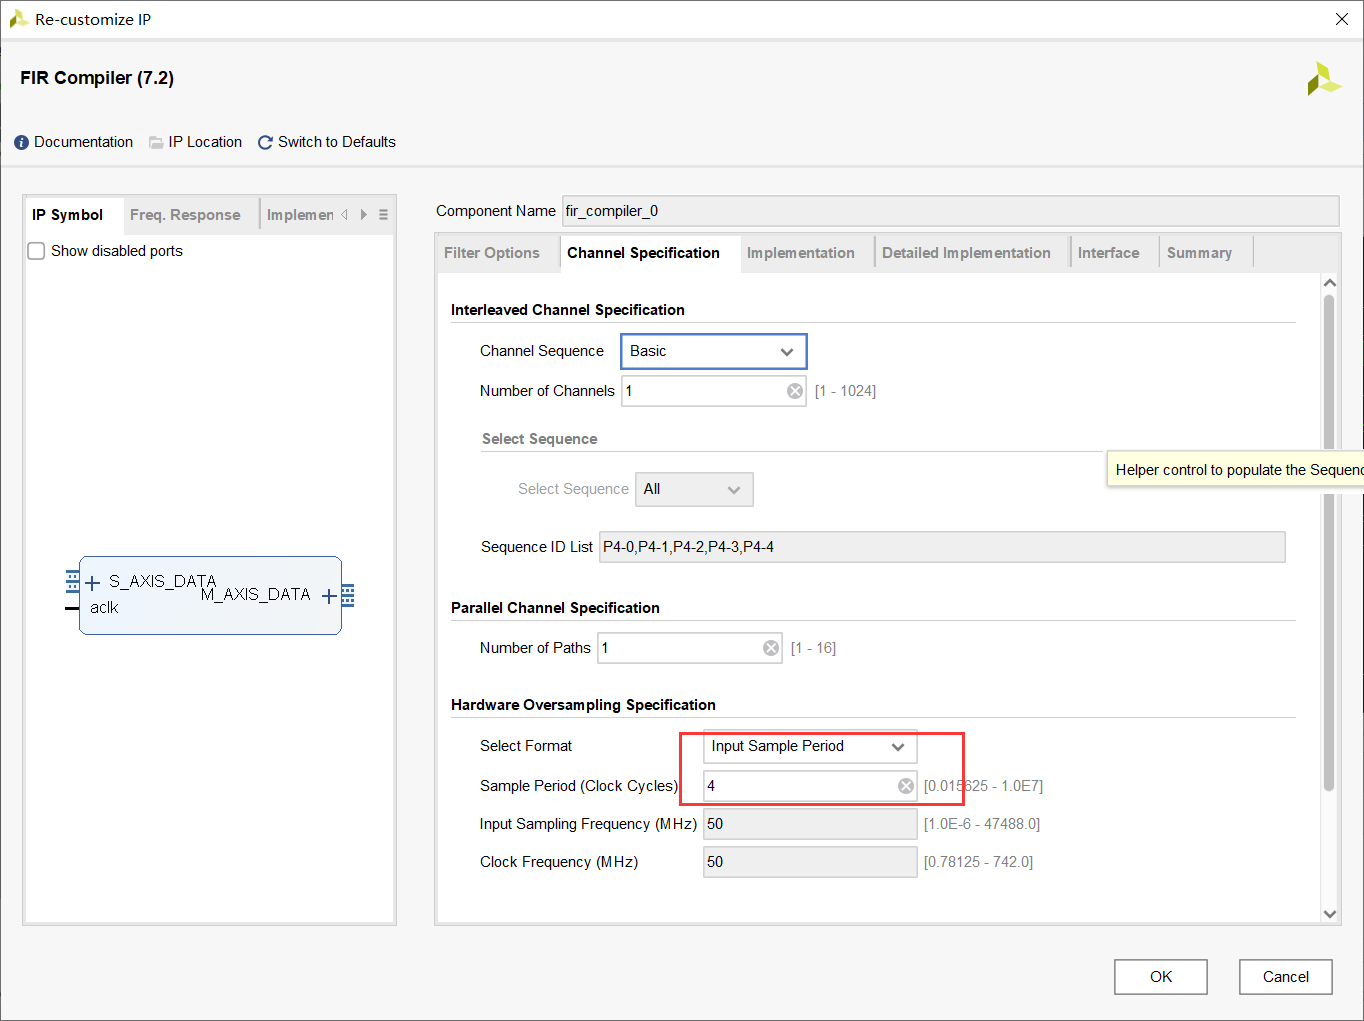 Re-customize IP
FIR Compiler (7.2)
Documentation IP Location Switch to Defaults
IP Symbol Freq. Response Implemen
Show disabled ports
S_AXIS_DATA
M_AXIS_DATA
aclk
Component Name fir_compiler_0
Filter Options Channel Specification Implementation Detailed Implementation Interface Summary
Interleaved Channel Specification
Channel Sequence Basic
Number of Channels 1 [1 - 1024]
Select Sequence
Helper control to populate the Sequenc
Select Sequence All
Sequence ID List P4-0,P4-1,P4-2,P4-3,P4-4
Parallel Channel Specification
Number of Paths 1 [1 - 16]
Hardware Oversampling Specification
Select Format Input Sample Period
Sample Period (Clock Cycles) 4 [0.015625 - 1.0E7]
Input Sampling Frequency (MHz) 50 [1.0E-6 - 47488.0]
Clock Frequency (MHz) 50 [0.78125 - 742.0]
OK Cancel